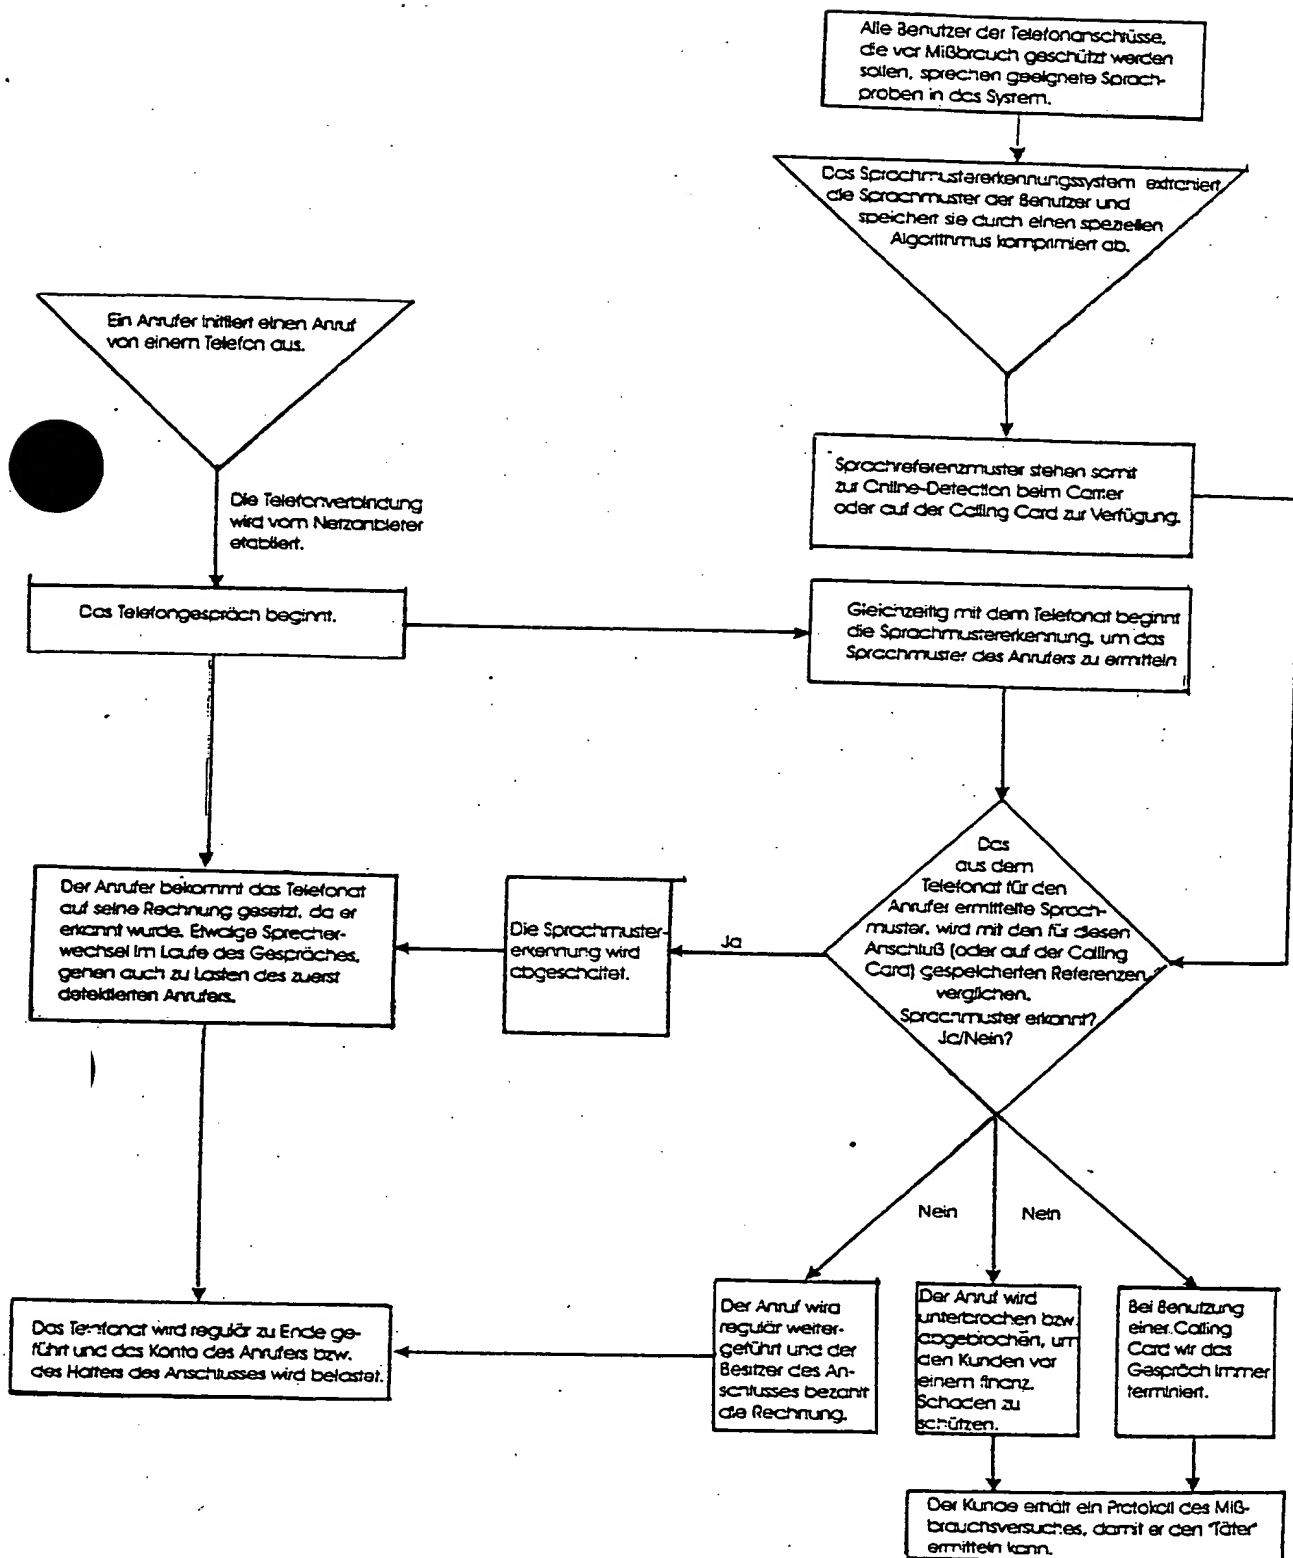 Alle Benutzer der Telefonanschlüsse,
die vor Mißbrauch geschützt werden
sollen, sprechen geeignete Sprach-
proben in das System.
Das Sprachmustererkennungssystem extrahiert
die Sprachmuster der Benutzer und
speichert sie durch einen speziellen
Algorithmus komprimiert ab.
Ein Anrufer initiiert einen Anruf
von einem Telefon aus.
Sprachreferenzmuster stehen somit
zur Online-Detection beim Carrier
oder auf der Calling Card zur Verfügung.
Die Telefonverbindung
wird vom Netzanbieter
etabliert.
Das Telefongespräch beginnt.
Gleichzeitig mit dem Telefonat beginnt
die Sprachmustererkennung, um das
Sprachmuster des Anrufers zu ermitteln
Das
aus dem
Telefonat für den
Anrufer ermittelte Sprach-
muster, wird mit den für diesen
Anschluß (oder auf der Calling
Card) gespeicherten Referenzen
verglichen.
Sprachmuster erkannt?
Ja/Nein?
Ja
Die Sprachmuster-
erkennung wird
abgeschaltet.
Der Anrufer bekommt das Telefonat
auf seine Rechnung gesetzt, da er
erkannt wurde. Etwaige Sprecher-
wechsel im Laufe des Gespräches,
gehen auch zu Lasten des zuerst
detektierten Anrufers.
Nein
Nein
Der Anruf wird
regulär weiter-
geführt und der
Besitzer des An-
schlusses bezahlt
die Rechnung.
Der Anruf wird
unterbrochen bzw.
abgebrochen, um
den Kunden vor
einem finanz.
Schaden zu
schützen.
Bei Benutzung
einer Calling
Card wir das
Gespräch immer
terminiert.
Das Telefonat wird regulär zu Ende ge-
führt und das Konto des Anrufers bzw.
des Halters des Anschlusses wird belastet.
Der Kunde erhält ein Protokoll des Miß-
brauchsversuches, damit er den "Täter"
ermitteln kann.